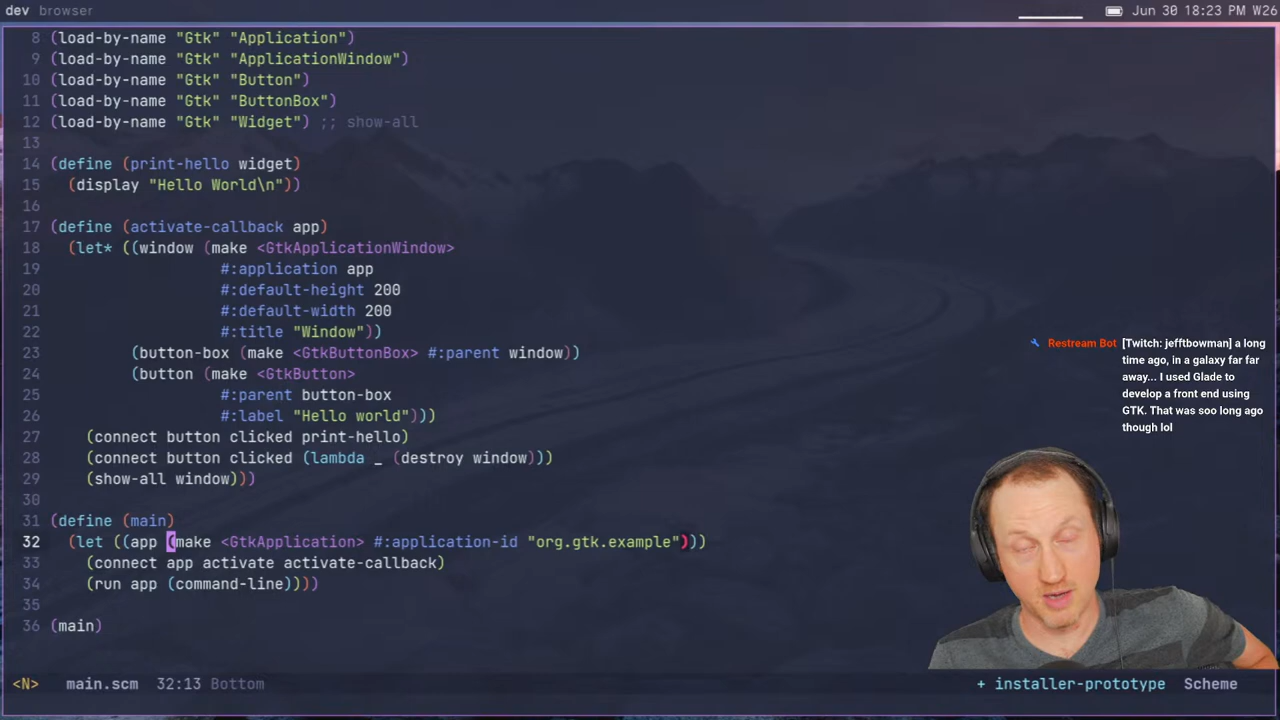 dev browser
Jun 30 18:23 PM W26
8 (load-by-name "Gtk" "Application")
9 (load-by-name "Gtk" "ApplicationWindow")
10 (load-by-name "Gtk" "Button")
11 (load-by-name "Gtk" "ButtonBox")
12 (load-by-name "Gtk" "Widget") ;; show-all
13
14 (define (print-hello widget)
15   (display "Hello World\n"))
16
17 (define (activate-callback app)
18   (let* ((window (make <GtkApplicationWindow>
19                    #:application app
20                    #:default-height 200
21                    #:default-width 200
22                    #:title "Window"))
23          (button-box (make <GtkButtonBox> #:parent window))
24          (button (make <GtkButton>
25                    #:parent button-box
26                    #:label "Hello world")))
27     (connect button clicked print-hello)
28     (connect button clicked (lambda _ (destroy window)))
29     (show-all window)))
30
31 (define (main)
32   (let ((app (make <GtkApplication> #:application-id "org.gtk.example")))
33     (connect app activate activate-callback)
34     (run app (command-line))))
35
36 (main)
Restream Bot [Twitch: jefftbowman] a long
time ago, in a galaxy far far
away... I used Glade to
develop a front end using
GTK. That was soo long ago
though lol
<N> main.scm 32:13 Bottom
+ installer-prototype Scheme